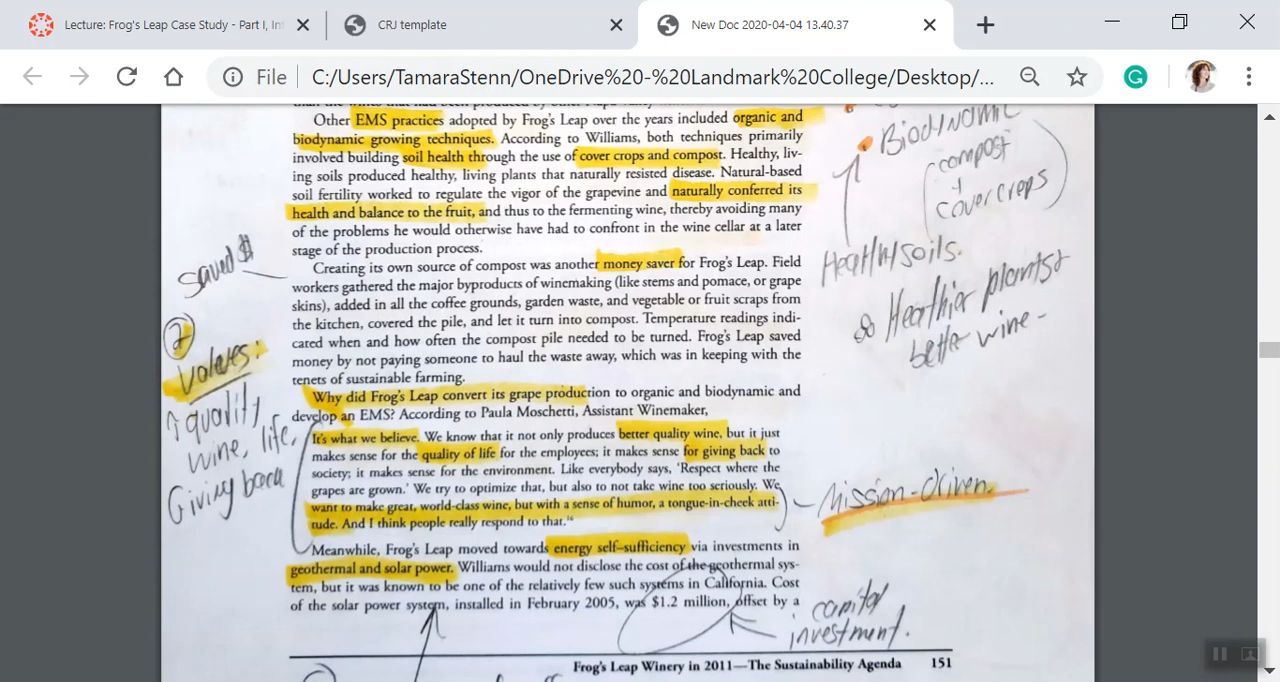 Lecture: Frog's Leap Case Study - Part I, Int
CRJ template
New Doc 2020-04-04 13.40.37
File
C:/Users/TamaraStenn/OneDrive%20-%20Landmark%20College/Desktop/...
Other EMS practices adopted by Frog's Leap over the years included organic and
biodynamic growing techniques. According to Williams, both techniques primarily
involved building soil health through the use of cover crops and compost. Healthy, liv-
ing soils produced healthy, living plants that naturally resisted disease. Natural-based
soil fertility worked to regulate the vigor of the grapevine and naturally conferred its
health and balance to the fruit, and thus to the fermenting wine, thereby avoiding many
of the problems he would otherwise have had to confront in the wine cellar at a later
stage of the production process.
Creating its own source of compost was another money saver for Frog's Leap. Field
workers gathered the major byproducts of winemaking (like stems and pomace, or grape
skins), added in all the coffee grounds, garden waste, and vegetable or fruit scraps from
the kitchen, covered the pile, and let it turn into compost. Temperature readings indi-
cated when and how often the compost pile needed to be turned. Frog's Leap saved
money by not paying someone to haul the waste away, which was in keeping with the
tenets of sustainable farming.
Why did Frog's Leap convert its grape production to organic and biodynamic and
develop an EMS? According to Paula Moschetti, Assistant Winemaker,
It's what we believe. We know that it not only produces better quality wine, but it just
makes sense for the quality of life for the employees; it makes sense for giving back to
society; it makes sense for the environment. Like everybody says, 'Respect where the
grapes are grown.' We try to optimize that, but also to not take wine too seriously. We
want to make great, world-class wine, but with a sense of humor, a tongue-in-cheek atti-
tude. And I think people really respond to that."
Meanwhile, Frog's Leap moved towards energy self-sufficiency via investments in
geothermal and solar power. Williams would not disclose the cost of the geothermal sys-
tem, but it was known to be one of the relatively few such systems in California. Cost
of the solar power system, installed in February 2005, was $1.2 million, offset by a
Frog's Leap Winery in 2011—The Sustainability Agenda 151
saved $
2
values:
↑ quality
wine, life,
Giving back
Biodynamic
compost
+
cover crops
Health/soils.
Healthier plants
better wine-
Mission-driven
capital
investment.